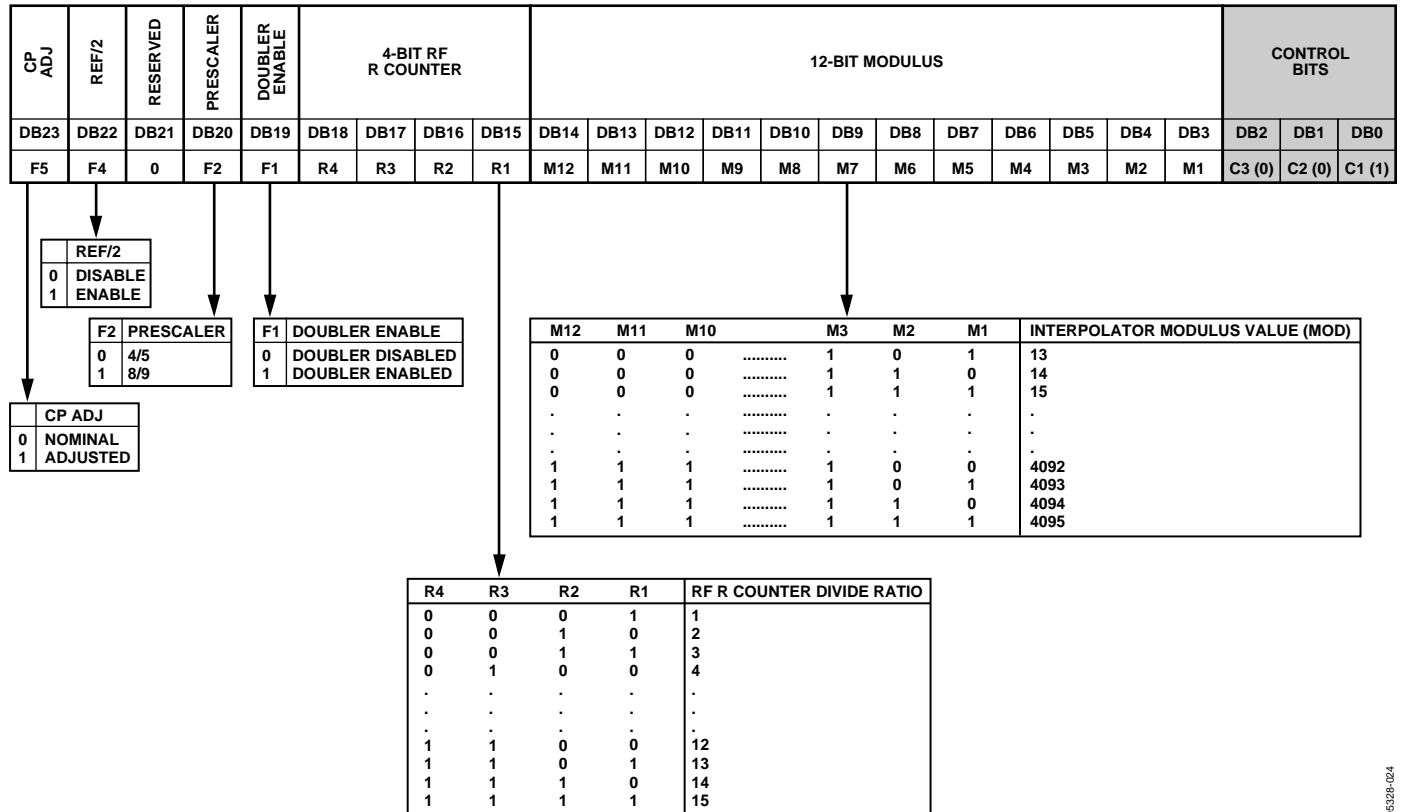 CP ADJ REF/2 RESERVED PRESCALER DOUBLER ENABLE 4-BIT RF R COUNTER 12-BIT MODULUS CONTROL BITS
DB23 DB22 DB21 DB20 DB19 DB18 DB17 DB16 DB15 DB14 DB13 DB12 DB11 DB10 DB9 DB8 DB7 DB6 DB5 DB4 DB3 DB2 DB1 DB0
F5 F4 0 F2 F1 R4 R3 R2 R1 M12 M11 M10 M9 M8 M7 M6 M5 M4 M3 M2 M1 C3 (0) C2 (0) C1 (1)
REF/2
0 DISABLE
1 ENABLE
F2 PRESCALER
0 4/5
1 8/9
F1 DOUBLER ENABLE
0 DOUBLER DISABLED
1 DOUBLER ENABLED
CP ADJ
0 NOMINAL
1 ADJUSTED
M12 M11 M10 M3 M2 M1 INTERPOLATOR MODULUS VALUE (MOD)
0 0 0 .......... 1 0 1 13
0 0 0 .......... 1 1 0 14
0 0 0 .......... 1 1 1 15
. . . .......... . . . .
. . . .......... . . . .
. . . .......... . . . .
1 1 1 .......... 1 0 0 4092
1 1 1 .......... 1 0 1 4093
1 1 1 .......... 1 1 0 4094
1 1 1 .......... 1 1 1 4095
R4 R3 R2 R1 RF R COUNTER DIVIDE RATIO
0 0 0 1 1
0 0 1 0 2
0 0 1 1 3
0 1 0 0 4
. . . . .
. . . . .
. . . . .
1 1 0 0 12
1 1 0 1 13
1 1 1 0 14
1 1 1 1 15